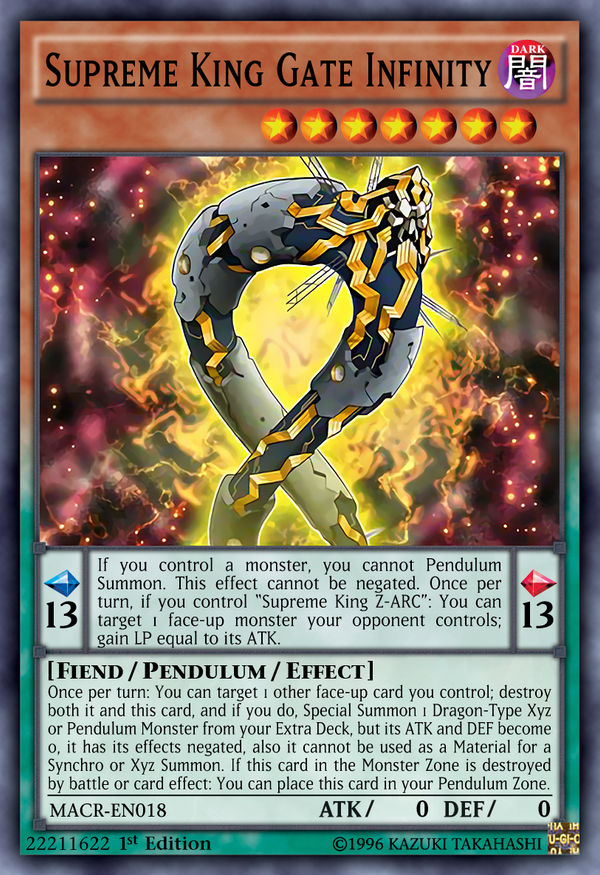 SUPREME KING GATE INFINITY
DARK
闇
If you control a monster, you cannot Pendulum
Summon. This effect cannot be negated. Once per
turn, if you control "Supreme King Z-ARC": You can
target 1 face-up monster your opponent controls;
gain LP equal to its ATK.
13
13
[FIEND / PENDULUM / EFFECT]
Once per turn: You can target 1 other face-up card you control; destroy
both it and this card, and if you do, Special Summon 1 Dragon-Type Xyz
or Pendulum Monster from your Extra Deck, but its ATK and DEF become
0, it has its effects negated, also it cannot be used as a Material for a
Synchro or Xyz Summon. If this card in the Monster Zone is destroyed
by battle or card effect: You can place this card in your Pendulum Zone.
MACR-EN018 ATK/ 0 DEF/ 0
22211622 1st Edition ©1996 KAZUKI TAKAHASHI